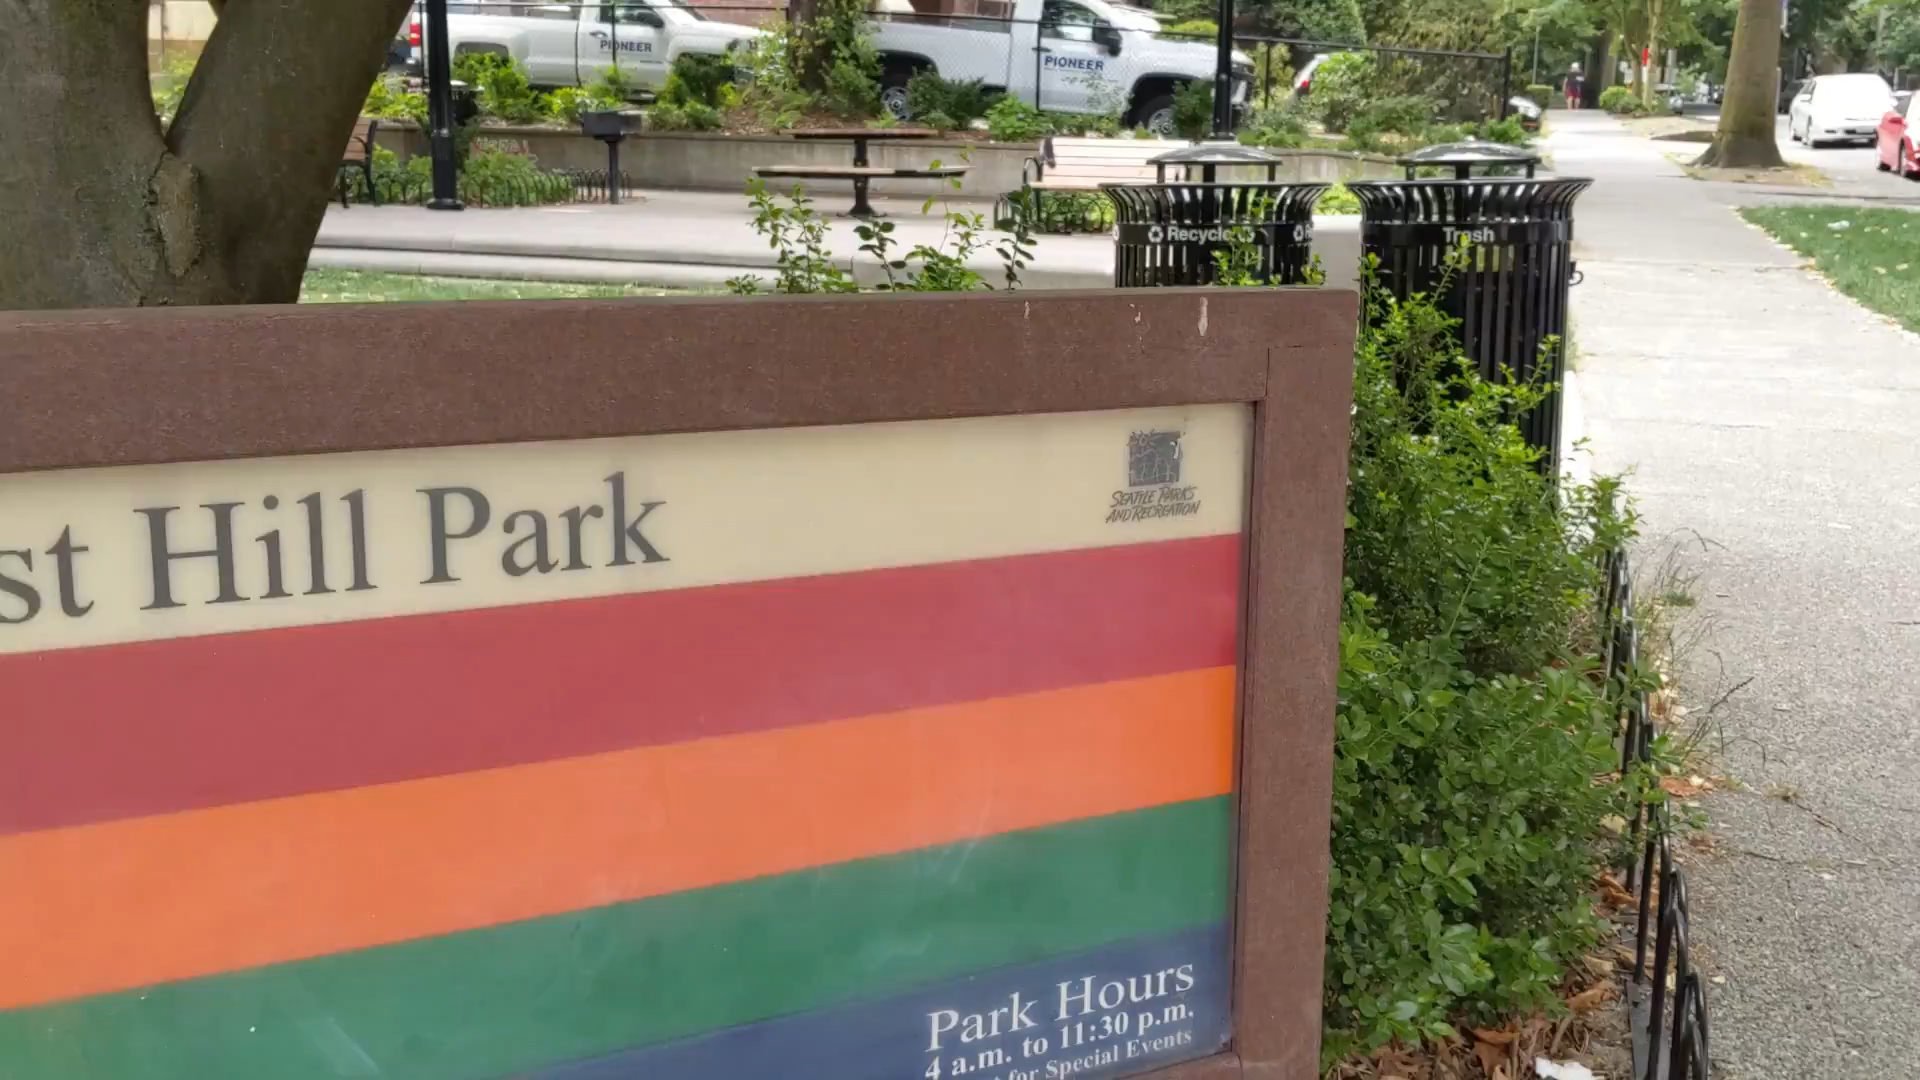 PIONEER
PIONEER
Recycle
Trash
st Hill Park
SEATTLE PARKS
AND RECREATION
Park Hours
4 a.m. to 11:30 p.m.
for Special Events